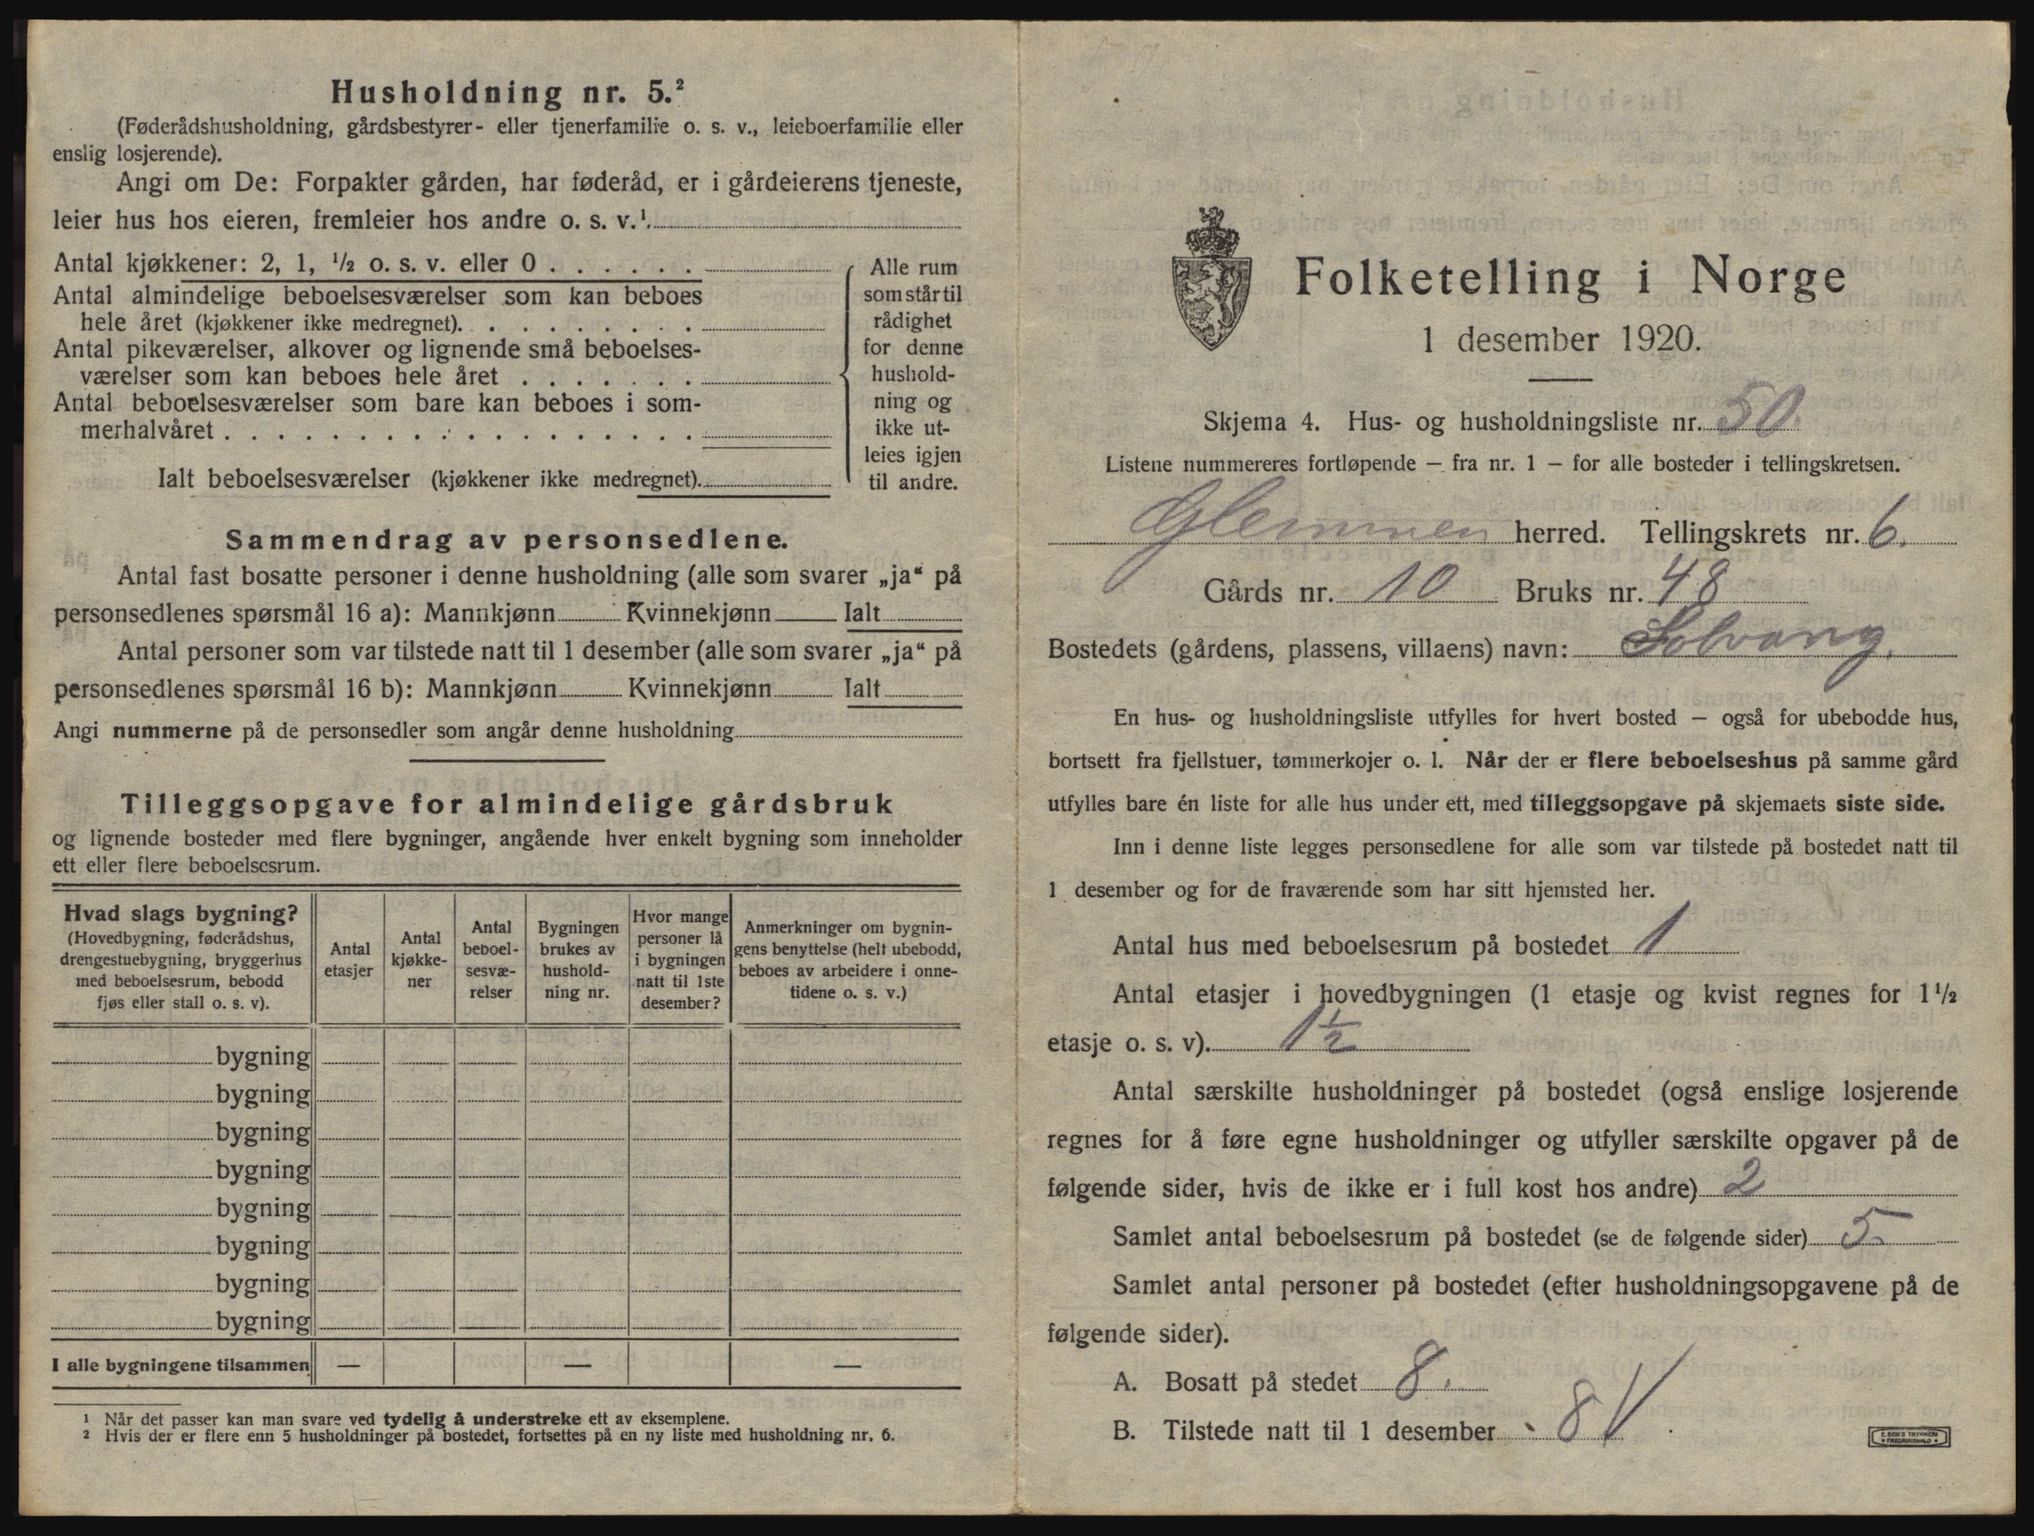 Husholdning nr. 5.²
(Føderådshusholdning, gårdsbestyrer- eller tjenerfamilie o. s. v., leieboerfamilie eller
enslig losjerende).
Angi om De: Forpakter gården, har føderåd, er i gårdeierens tjeneste,
leier hus hos eieren, fremleier hos andre o. s. v.¹
Antal kjøkkener: 2, 1, ½ o. s. v. eller 0
Antal almindelige beboelsesværelser som kan beboes
hele året (kjøkkener ikke medregnet).
Antal pikeværelser, alkover og lignende små beboelses-
værelser som kan beboes hele året
Antal beboelsesværelser som bare kan beboes i som-
merhalvåret
Ialt beboelsesværelser (kjøkkener ikke medregnet).
Alle rum
som står til
rådighet
for denne
hushold-
ning og
ikke ut-
leies igjen
til andre.
Sammendrag av personsedlene.
Antal fast bosatte personer i denne husholdning (alle som svarer „ja“ på
personsedlenes spørsmål 16 a): Mannkjønn Kvinnekjønn Ialt
Antal personer som var tilstede natt til 1 desember (alle som svarer „ja“ på
personsedlenes spørsmål 16 b): Mannkjønn Kvinnekjønn Ialt
Angi nummerne på de personsedler som angår denne husholdning
Tilleggsopgave for almindelige gårdsbruk
og lignende bosteder med flere bygninger, angående hver enkelt bygning som inneholder
ett eller flere beboelsesrum.
Hvad slags bygning?
(Hovedbygning, føderådshus,
drengestuebygning, bryggerhus
med beboelsesrum, bebodd
fjøs eller stall o. s. v).
Antal
etasjer
Antal
kjøkke-
ner
Antal
beboel-
sesvæ-
relser
Bygningen
brukes av
hushold-
ning nr.
Hvor mange
personer lå
i bygningen
natt til 1ste
desember?
Anmerkninger om bygnin-
gens benyttelse (helt ubebodd,
beboes av arbeidere i onne-
tidene o. s. v.)
bygning
bygning
bygning
bygning
bygning
bygning
bygning
bygning
I alle bygningene tilsammen — — —
¹ Når det passer kan man svare ved tydelig å understreke ett av eksemplene.
² Hvis der er flere enn 5 husholdninger på bostedet, fortsettes på en ny liste med husholdning nr. 6.
Folketelling i Norge
1 desember 1920.
Skjema 4. Hus- og husholdningsliste nr. 50.
Listene nummereres fortløpende — fra nr. 1 — for alle bosteder i tellingskretsen.
Glemmen herred. Tellingskrets nr. 6.
Gårds nr. 10 Bruks nr. 48
Bostedets (gårdens, plassens, villaens) navn: Solvang.
En hus- og husholdningsliste utfylles for hvert bosted — også for ubebodde hus,
bortsett fra fjellstuer, tømmerkojer o. l. Når der er flere beboelseshus på samme gård
utfylles bare én liste for alle hus under ett, med tilleggsopgave på skjemaets siste side.
Inn i denne liste legges personsedlene for alle som var tilstede på bostedet natt til
1 desember og for de fraværende som har sitt hjemsted her.
Antal hus med beboelsesrum på bostedet 1
Antal etasjer i hovedbygningen (1 etasje og kvist regnes for 1½
etasje o. s. v). 1½
Antal særskilte husholdninger på bostedet (også enslige losjerende
regnes for å føre egne husholdninger og utfyller særskilte opgaver på de
følgende sider, hvis de ikke er i full kost hos andre) 2
Samlet antal beboelsesrum på bostedet (se de følgende sider) 5.
Samlet antal personer på bostedet (efter husholdningsopgavene på de
følgende sider).
A. Bosatt på stedet 8.
B. Tilstede natt til 1 desember 8